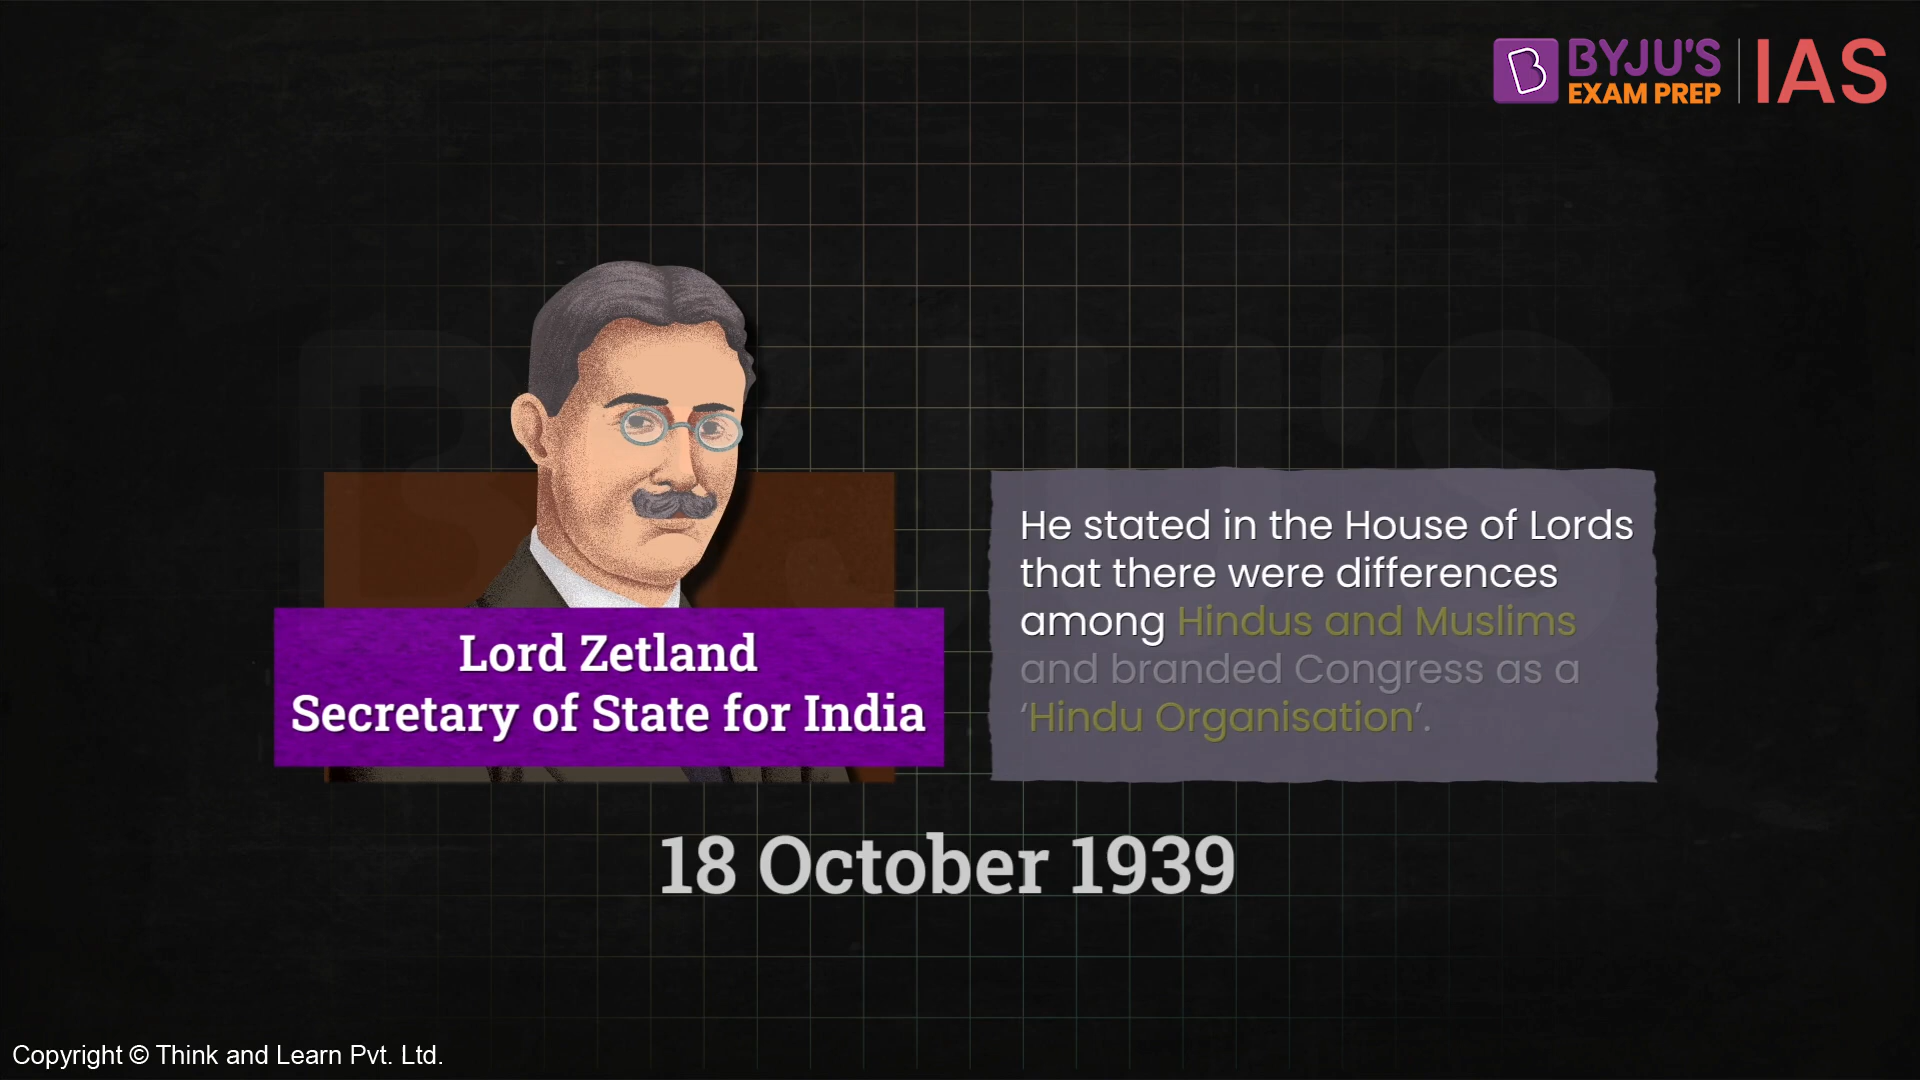 BYJU'S
EXAM PREP
IAS
He stated in the House of Lords
that there were differences
among Hindus and Muslims
and branded Congress as a
‘Hindu Organisation’.
Lord Zetland
Secretary of State for India
18 October 1939
Copyright © Think and Learn Pvt. Ltd.